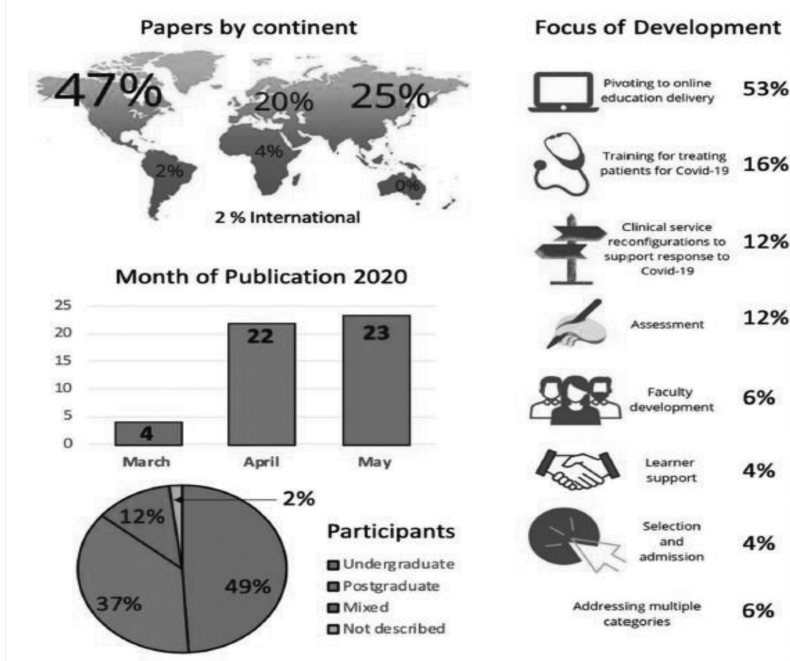 Papers by continent
47%
20%
25%
4%
2%
0%
2 % International
Month of Publication 2020
25
20
15
10
5
0
4
22
23
March
April
May
2%
12%
37%
49%
Participants
Undergraduate
Postgraduate
Mixed
Not described
Focus of Development
Pivoting to online
education delivery
53%
Training for treating
patients for Covid-19
16%
Clinical service
reconfigurations to
support response to
Covid-19
12%
Assessment
12%
Faculty
development
6%
Learner
support
4%
Selection
and
admission
4%
Addressing multiple
categories
6%